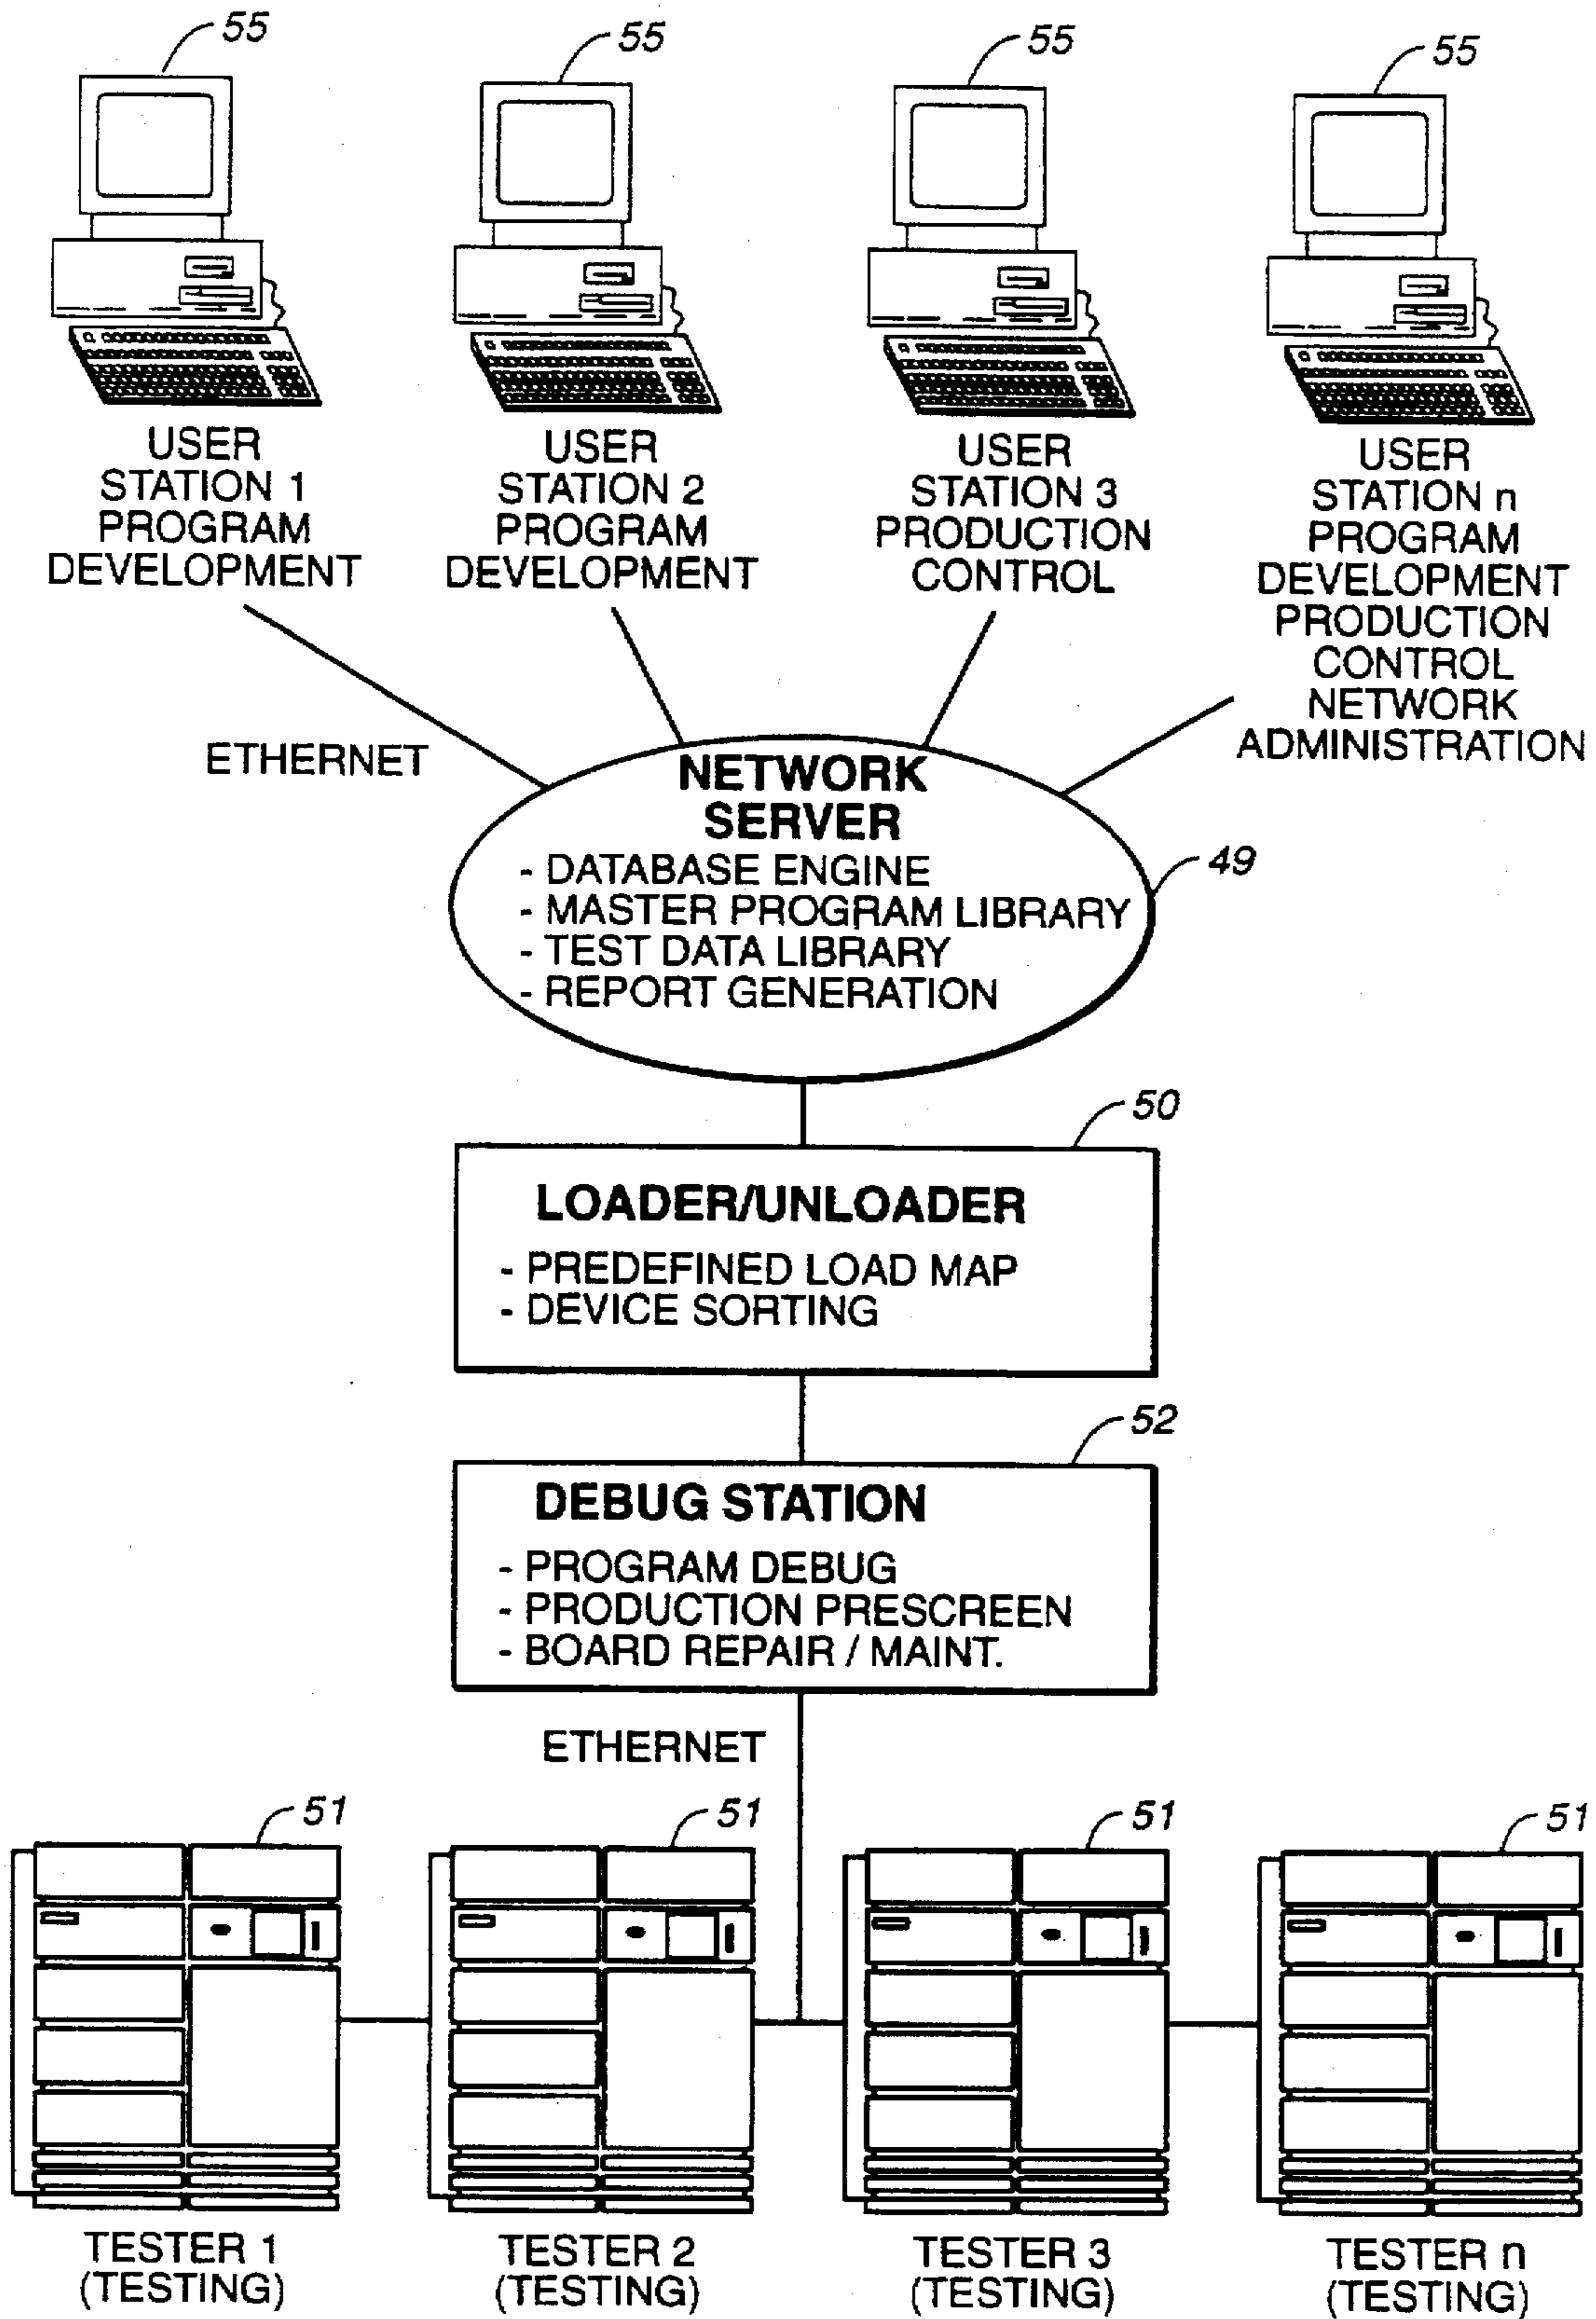 55
55
55
55
USER
STATION 1
PROGRAM
DEVELOPMENT
USER
STATION 2
PROGRAM
DEVELOPMENT
USER
STATION 3
PRODUCTION
CONTROL
USER
STATION n
PROGRAM
DEVELOPMENT
PRODUCTION
CONTROL
NETWORK
ADMINISTRATION
ETHERNET
NETWORK
SERVER
- DATABASE ENGINE
- MASTER PROGRAM LIBRARY
- TEST DATA LIBRARY
- REPORT GENERATION
49
50
LOADER/UNLOADER
- PREDEFINED LOAD MAP
- DEVICE SORTING
52
DEBUG STATION
- PROGRAM DEBUG
- PRODUCTION PRESCREEN
- BOARD REPAIR / MAINT.
ETHERNET
51
51
51
51
TESTER 1
(TESTING)
TESTER 2
(TESTING)
TESTER 3
(TESTING)
TESTER n
(TESTING)